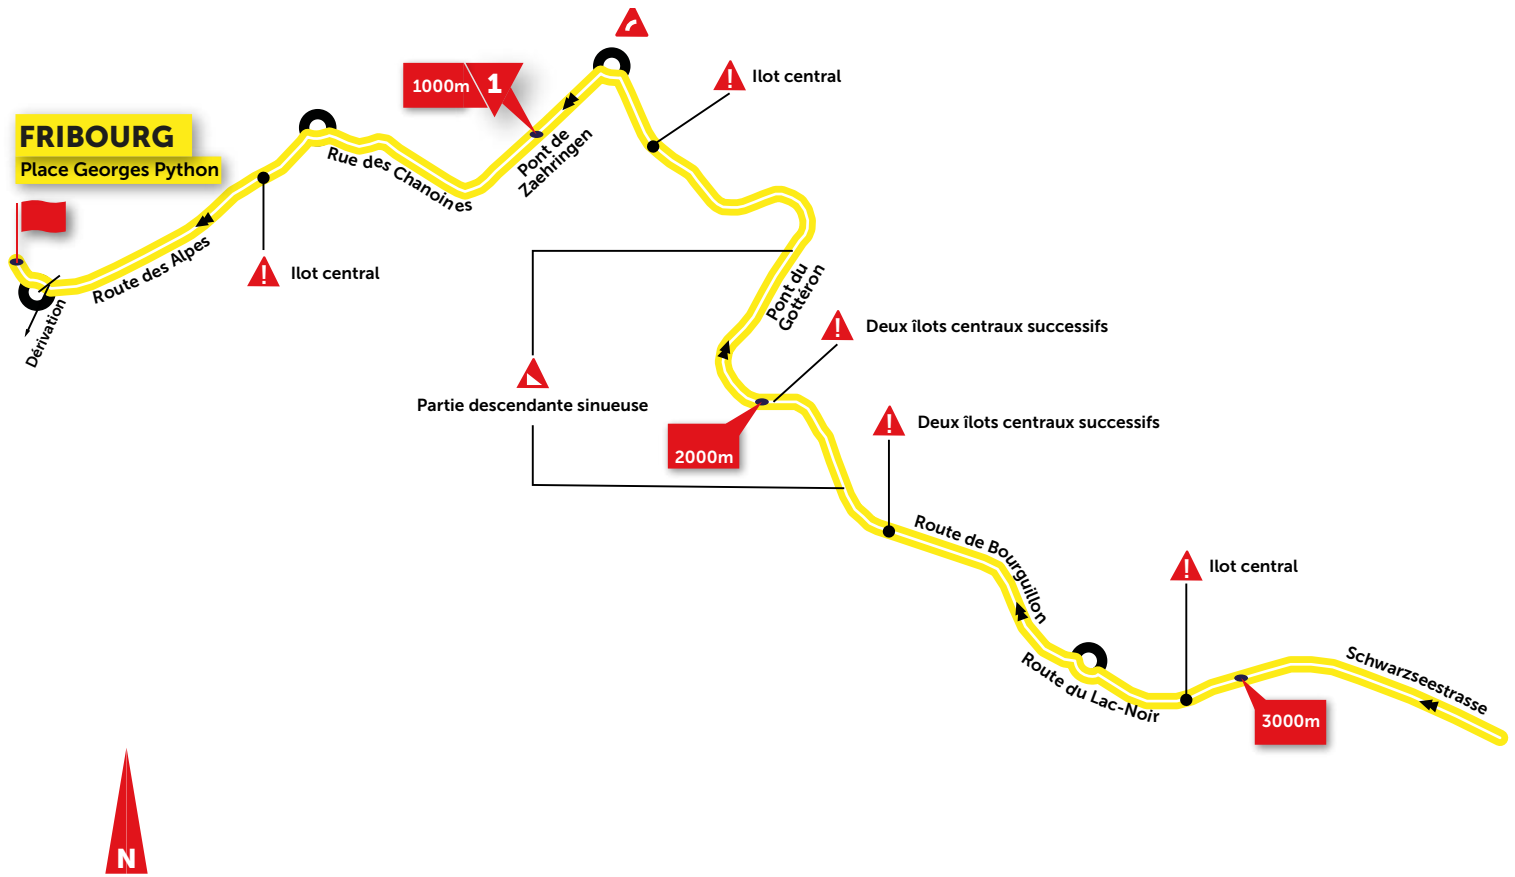 Ilot central
1000m
1
FRIBOURG
Place Georges Python
Pont de
Zaehringen
Rue des Chanoines
Route des Alpes
Ilot central
Dérivation
Pont du
Gottéron
Deux îlots centraux successifs
Partie descendante sinueuse
2000m
Deux îlots centraux successifs
Route de Bourguillon
Ilot central
Route du Lac-Noir
Schwarzseestrasse
3000m
N